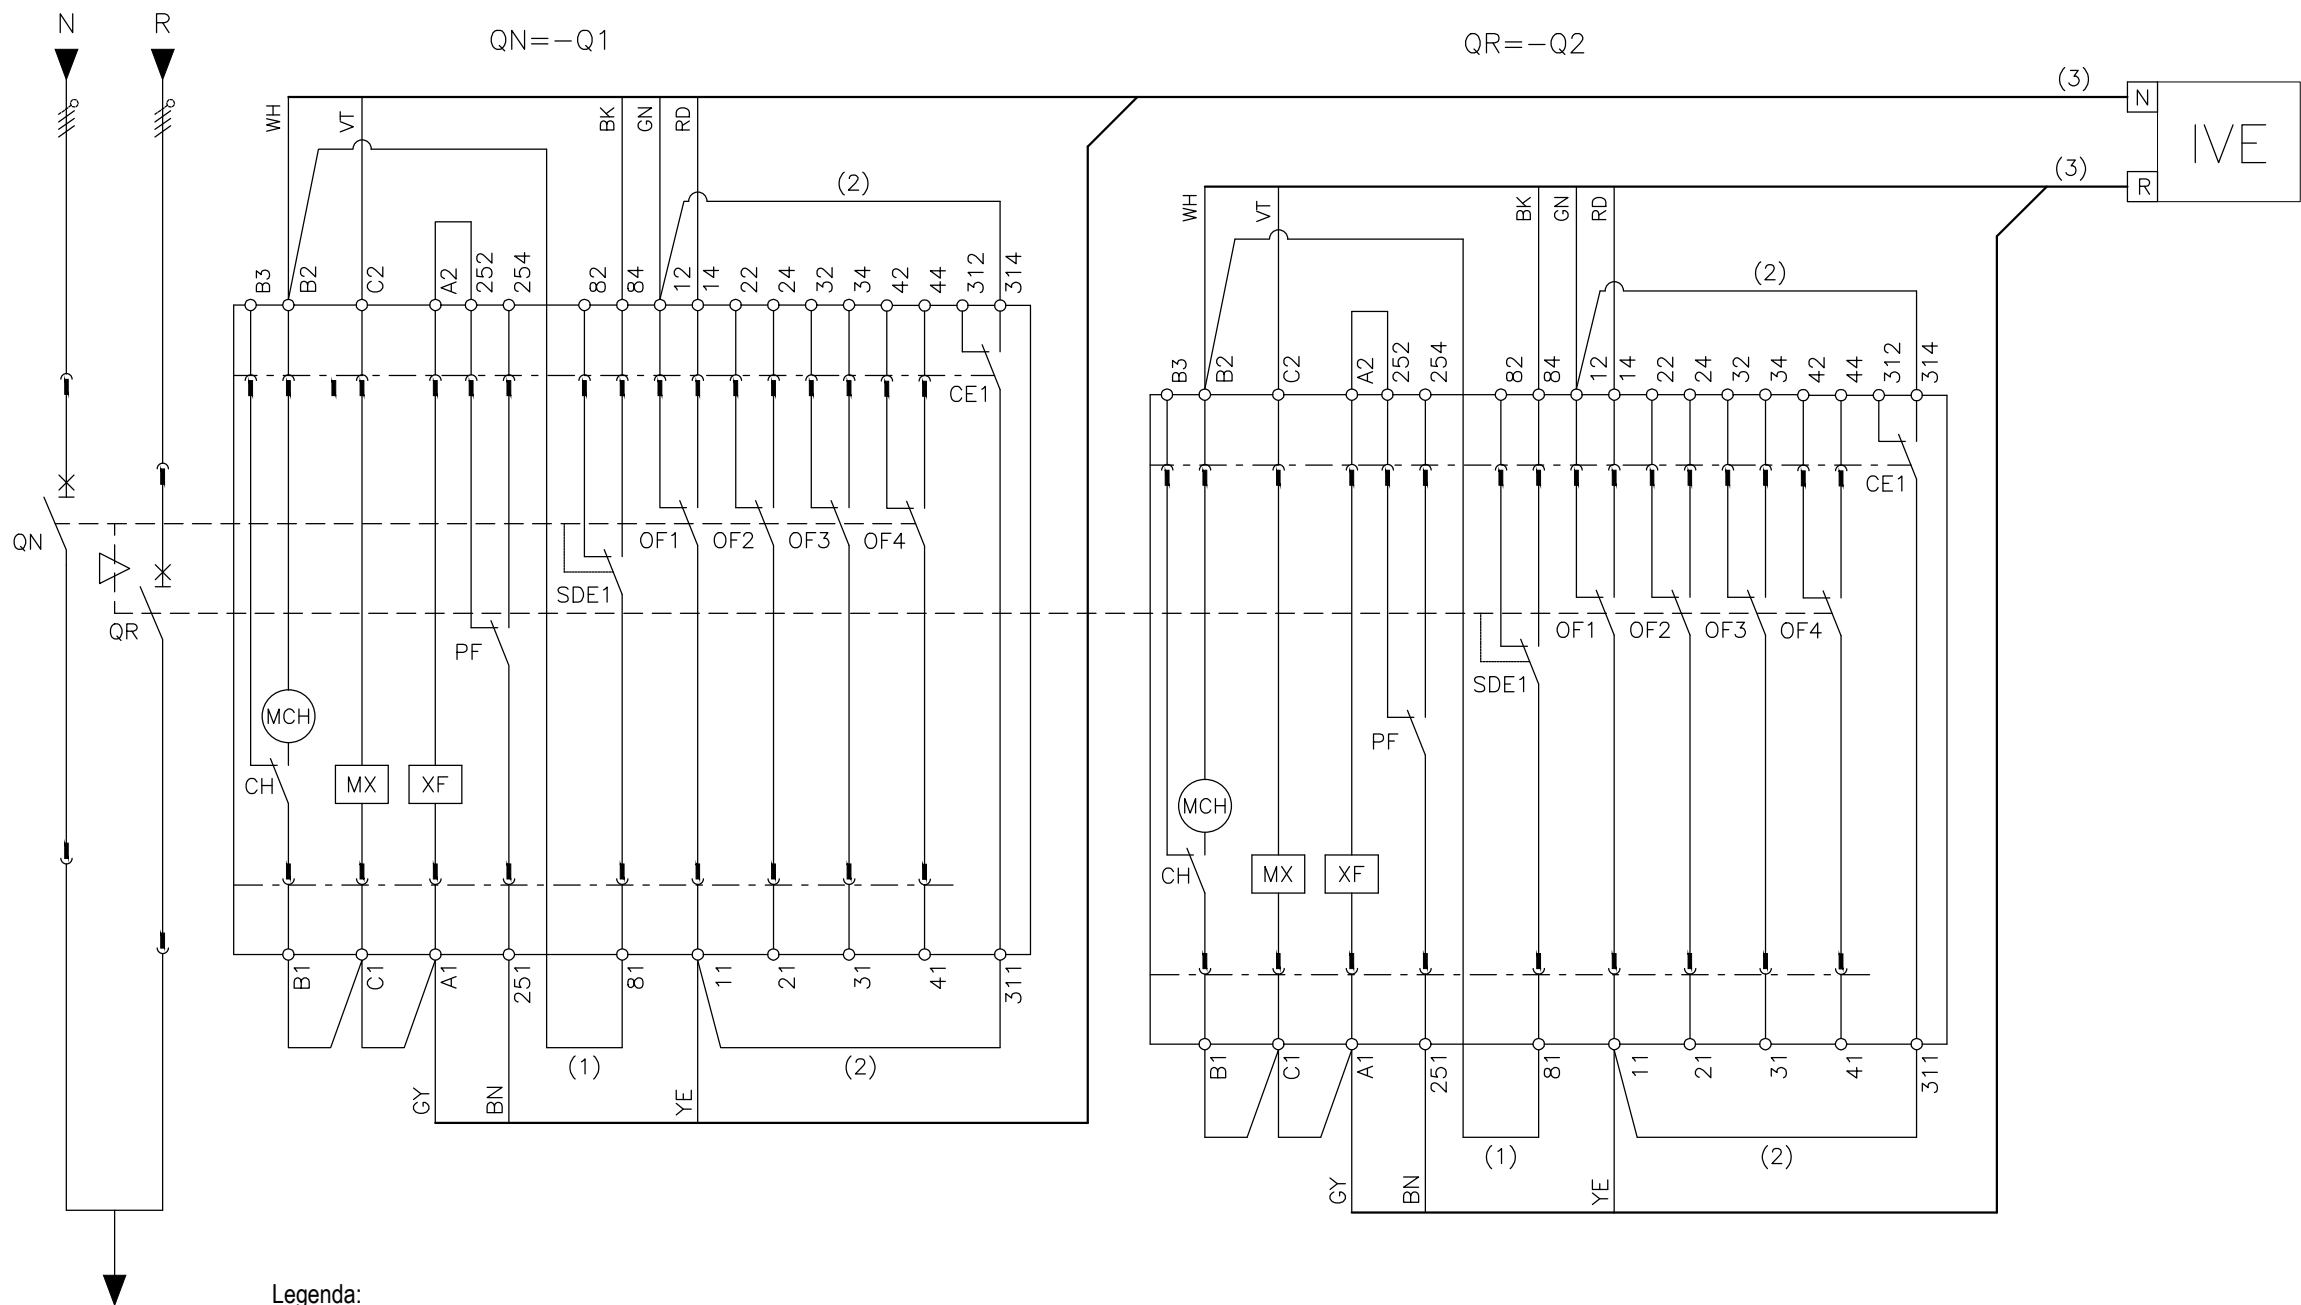 N R
QN=-Q1 QR=-Q2
(3) N
IVE
(3) R
WH VT BK GN RD
(2)
B3 B2 C2 A2 252 254 82 84 12 14 22 24 32 34 42 44 312 314
CE1
QN
OF1 OF2 OF3 OF4
SDE1
QR
PF
MCH
CH MX XF
B1 C1 A1 251 81 11 21 31 41 311
(1) (2)
GY BN YE
WH VT BK GN RD
(2)
B3 B2 C2 A2 252 254 82 84 12 14 22 24 32 34 42 44 312 314
CE1
OF1 OF2 OF3 OF4
SDE1
PF
MCH
CH MX XF
B1 C1 A1 251 81 11 21 31 41 311
(1) (2)
GY BN YE
Legenda: